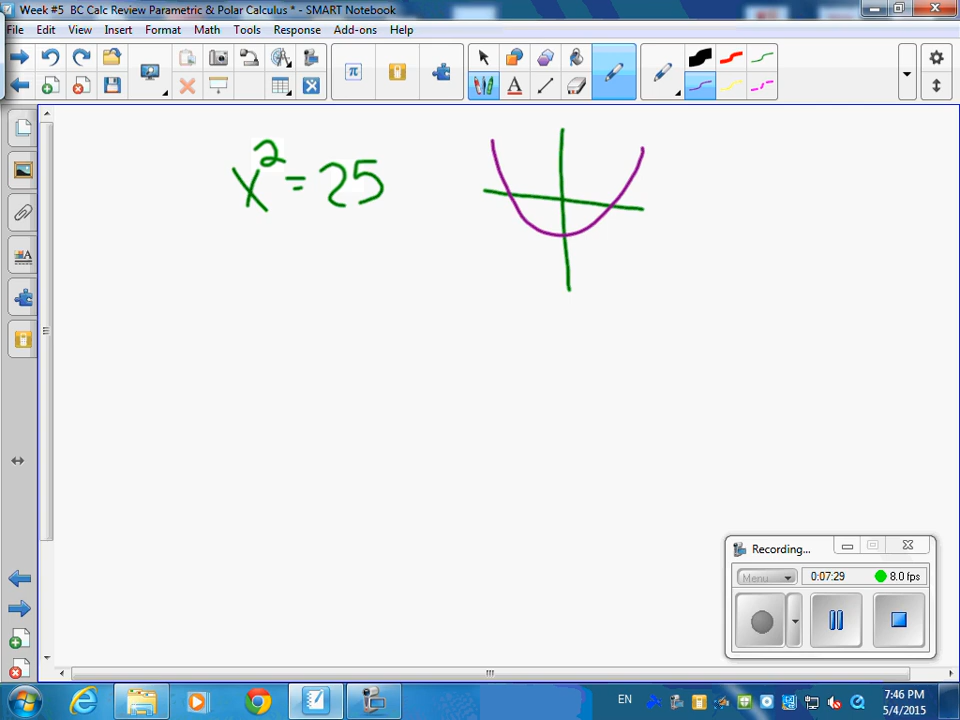 Week #5 BC Calc Review Parametric & Polar Calculus * - SMART Notebook
File Edit View Insert Format Math Tools Response Add-ons Help
π
A
x² = 25
Recording...
Menu 0:07:29 8.0 fps
EN 7:46 PM
5/4/2015